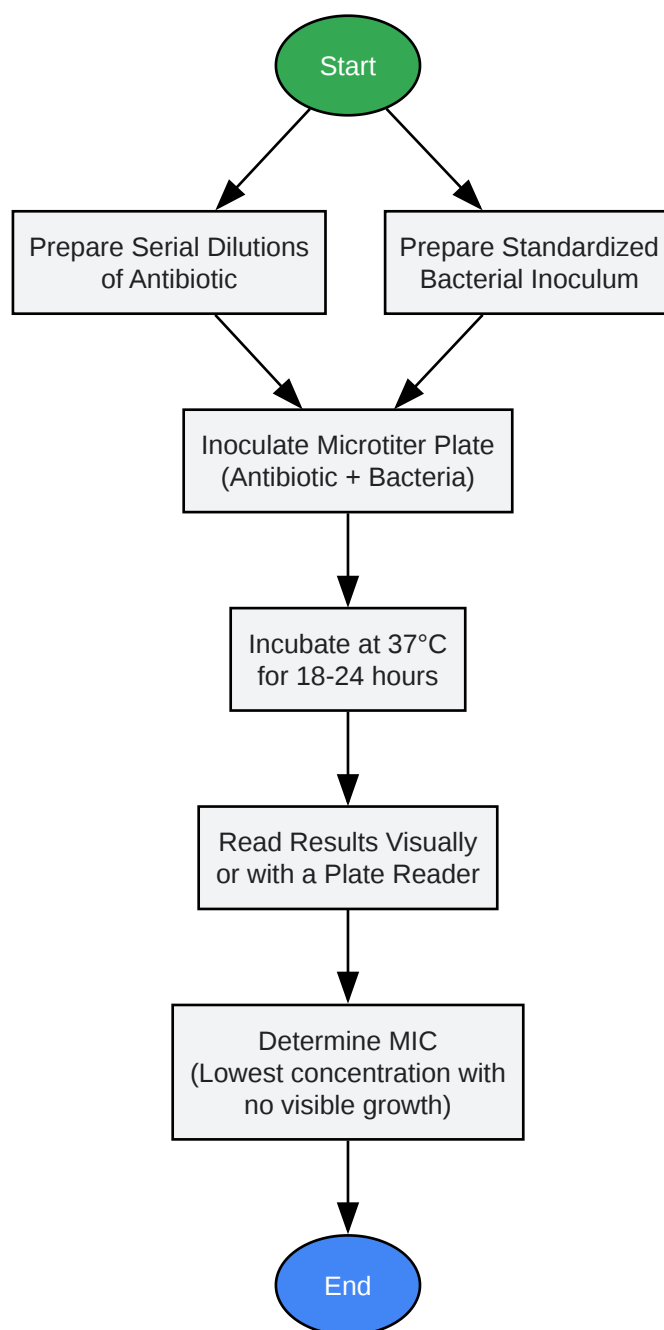 Start
Prepare Serial Dilutions
of Antibiotic
Prepare Standardized
Bacterial Inoculum
Inoculate Microtiter Plate
(Antibiotic + Bacteria)
Incubate at 37°C
for 18-24 hours
Read Results Visually
or with a Plate Reader
Determine MIC
(Lowest concentration with
no visible growth)
End